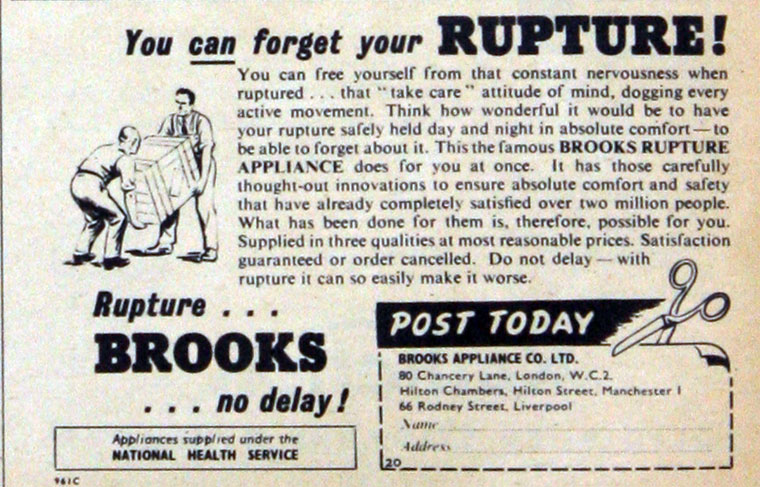 You can forget your RUPTURE!
You can free yourself from that constant nervousness when
ruptured . . . that "take care" attitude of mind, dogging every
active movement. Think how wonderful it would be to have
your rupture safely held day and night in absolute comfort — to
be able to forget about it. This the famous BROOKS RUPTURE
APPLIANCE does for you at once. It has those carefully
thought-out innovations to ensure absolute comfort and safety
that have already completely satisfied over two million people.
What has been done for them is, therefore, possible for you.
Supplied in three qualities at most reasonable prices. Satisfaction
guaranteed or order cancelled. Do not delay — with
rupture it can so easily make it worse.
Rupture . . .
BROOKS
. . . no delay!
Appliances supplied under the
NATIONAL HEALTH SERVICE
961C
POST TODAY
BROOKS APPLIANCE CO. LTD.
80 Chancery Lane, London, W.C.2.
Hilton Chambers, Hilton Street, Manchester 1
66 Rodney Street, Liverpool
Name
Address
20